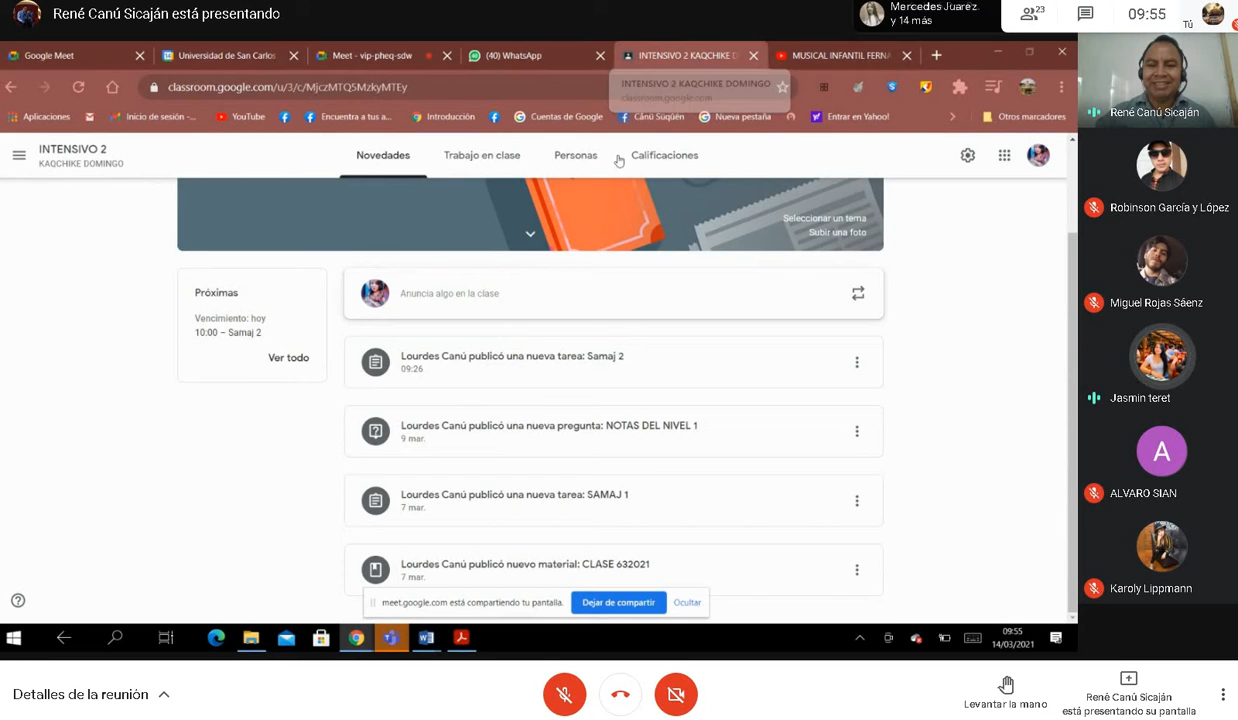 René Canú Sicaján está presentando
Mercedes Juarez.
y 14 más
23
09:55
Tú
Google Meet
Universidad de San Carlos
Meet - vip-pheq-sdw
(40) WhatsApp
INTENSIVO 2 KAQCHIKE D
MUSICAL INFANTIL FERNA
classroom.google.com/u/3/c/MjczMTQ5MzkyMTEy
INTENSIVO 2 KAQCHIKE DOMINGO
classroom.google.com
Aplicaciones
Inicio de sesión -...
YouTube
Encuentra a tus a...
Introducción
Cuentas de Google
Canú Suqüén
Nueva pestaña
Entrar en Yahoo!
Otros marcadores
INTENSIVO 2
KAQCHIKE DOMINGO
Novedades
Trabajo en clase
Personas
Calificaciones
Seleccionar un tema
Subir una foto
Próximas
Vencimiento: hoy
10:00 – Samaj 2
Ver todo
Anuncia algo en la clase
Lourdes Canú publicó una nueva tarea: Samaj 2
09:26
Lourdes Canú publicó una nueva pregunta: NOTAS DEL NIVEL 1
9 mar.
Lourdes Canú publicó una nueva tarea: SAMAJ 1
7 mar.
Lourdes Canú publicó nuevo material: CLASE 632021
7 mar.
meet.google.com está compartiendo tu pantalla.
Dejar de compartir
Ocultar
09:55
14/03/2021
René Canú Sicaján
Robinson García y López
Miguel Rojas Sáenz
Jasmin teret
A
ALVARO SIAN
Karoly Lippmann
Detalles de la reunión
Levantar la mano
René Canú Sicaján
está presentando su pantalla